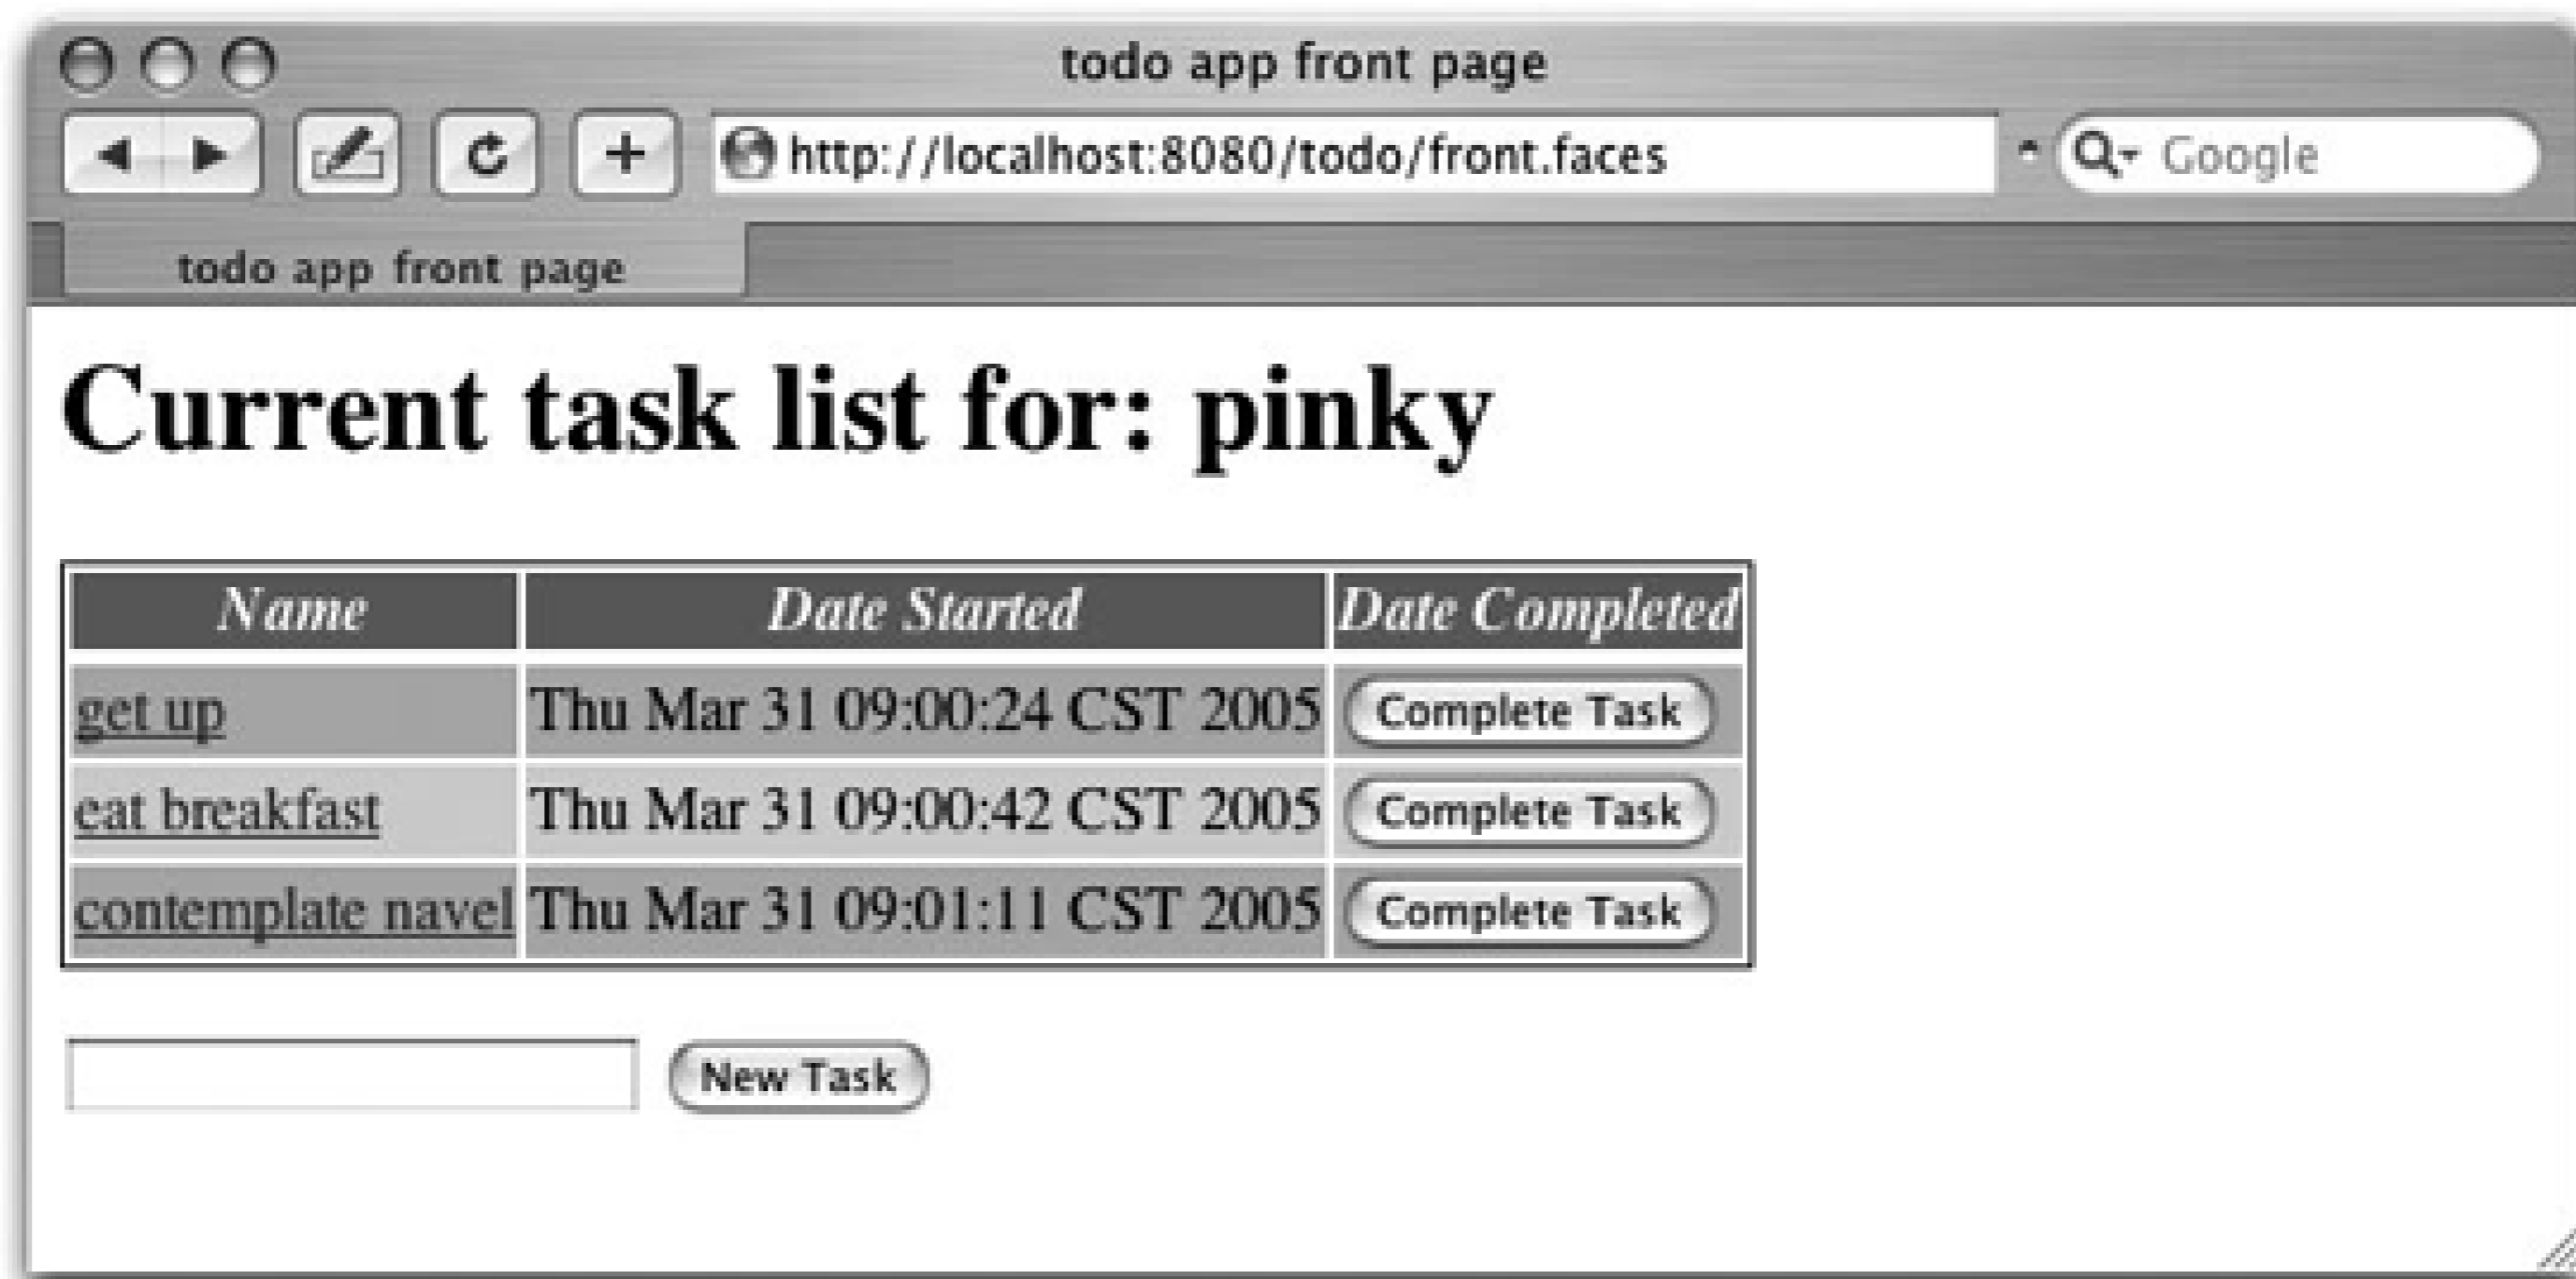 todo app front page
http://localhost:8080/todo/front.faces Google
todo app front page
Current task list for: pinky
Name Date Started Date Completed
get up Thu Mar 31 09:00:24 CST 2005 Complete Task
eat breakfast Thu Mar 31 09:00:42 CST 2005 Complete Task
contemplate navel Thu Mar 31 09:01:11 CST 2005 Complete Task
New Task